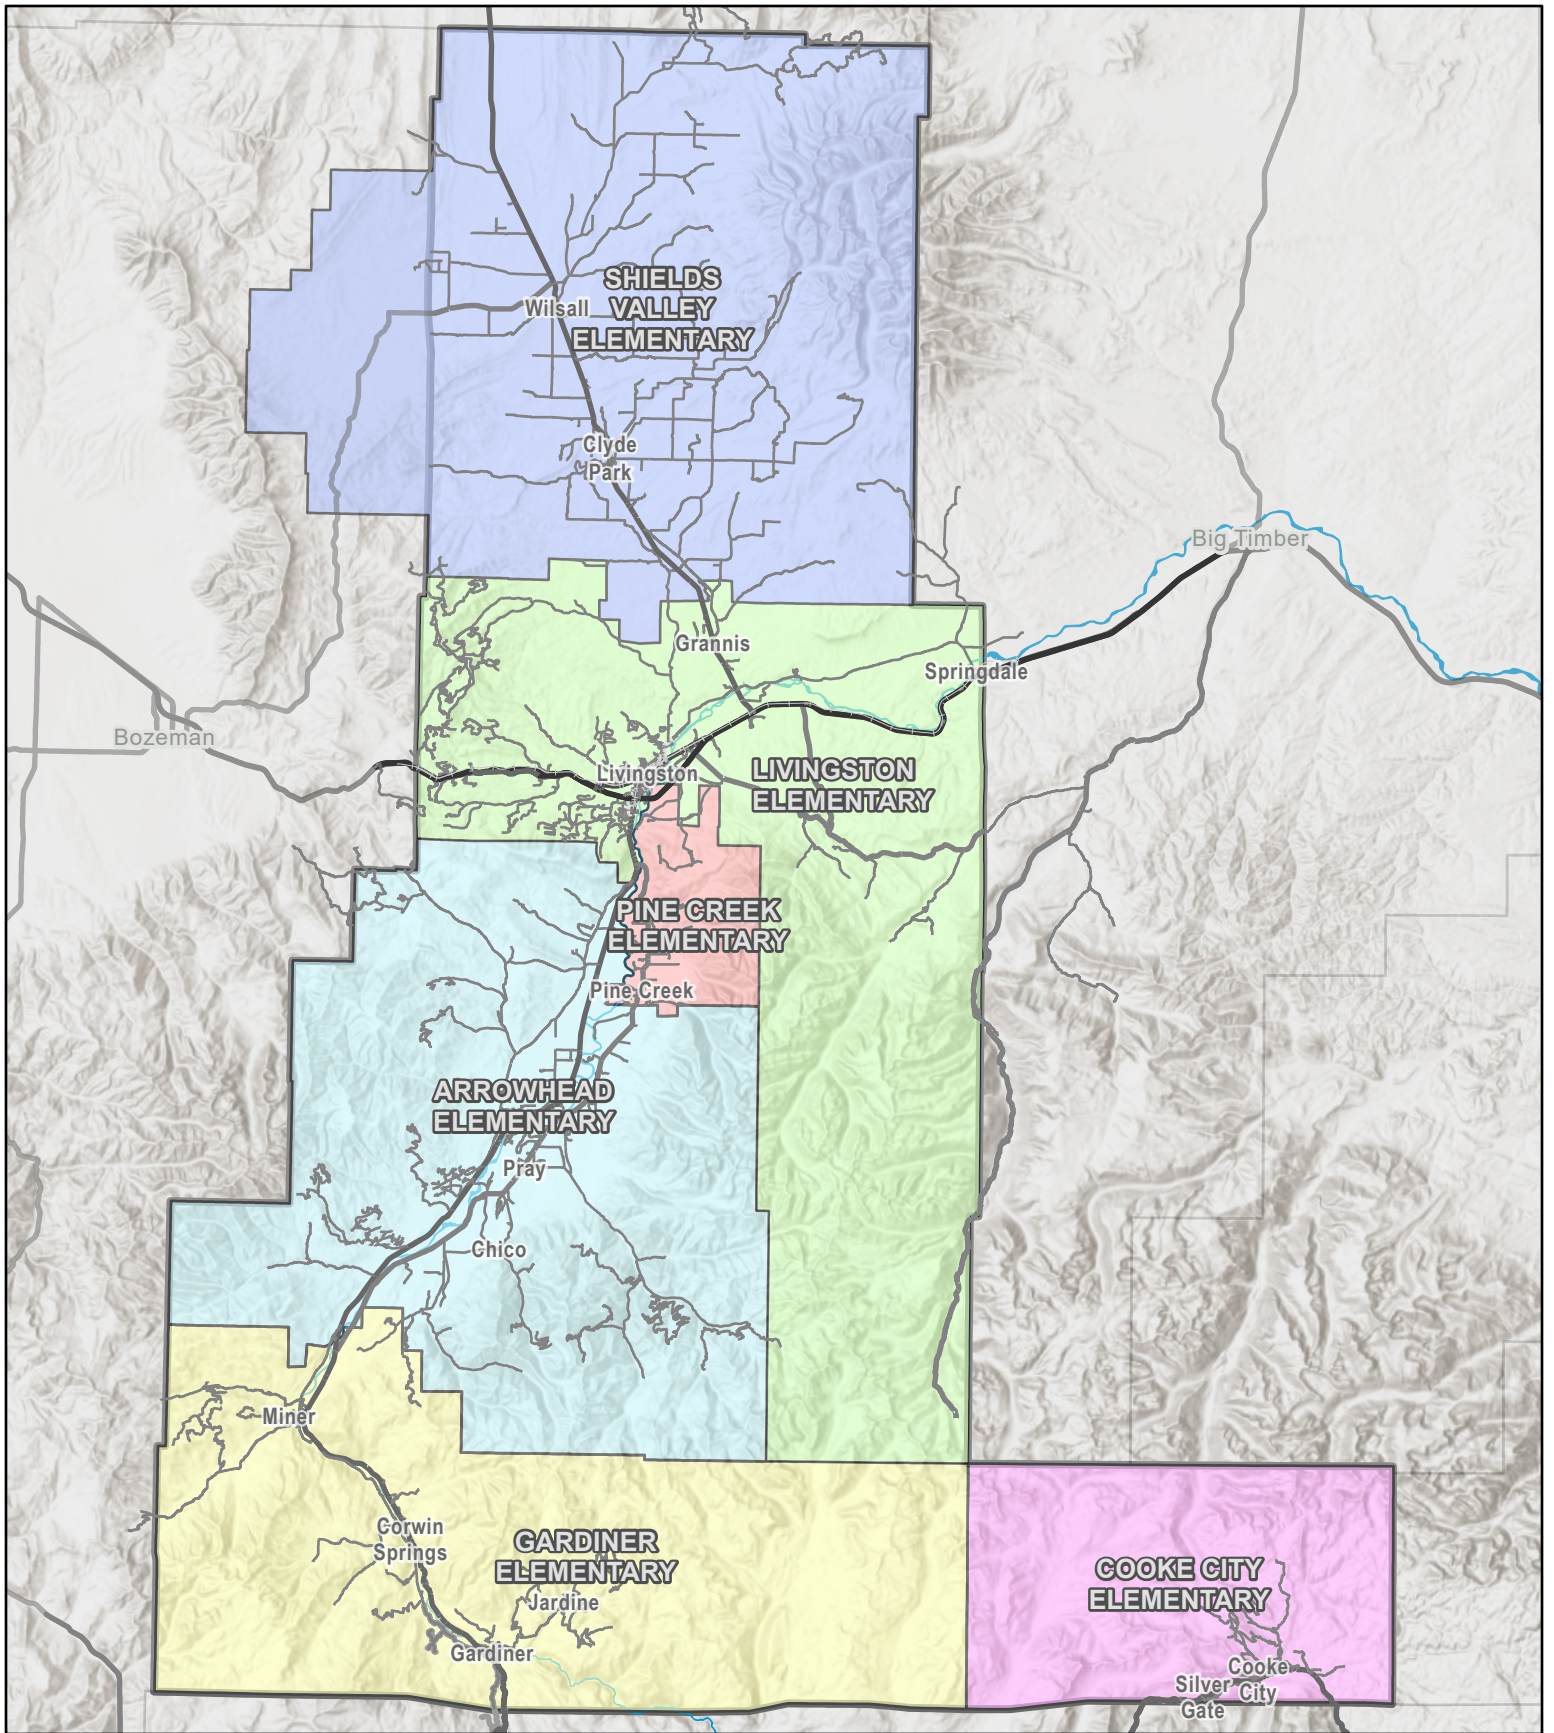 SHIELDS
VALLEY
ELEMENTARY
Wilsall
Clyde
Park
Big Timber
Grannis
Springdale
Bozeman
Livingston
LIVINGSTON
ELEMENTARY
PINE CREEK
ELEMENTARY
Pine Creek
ARROWHEAD
ELEMENTARY
Pray
Chico
Miner
Corwin
Springs
GARDINER
ELEMENTARY
Jardine
Gardiner
COOKE CITY
ELEMENTARY
Cooke
City
Silver
Gate